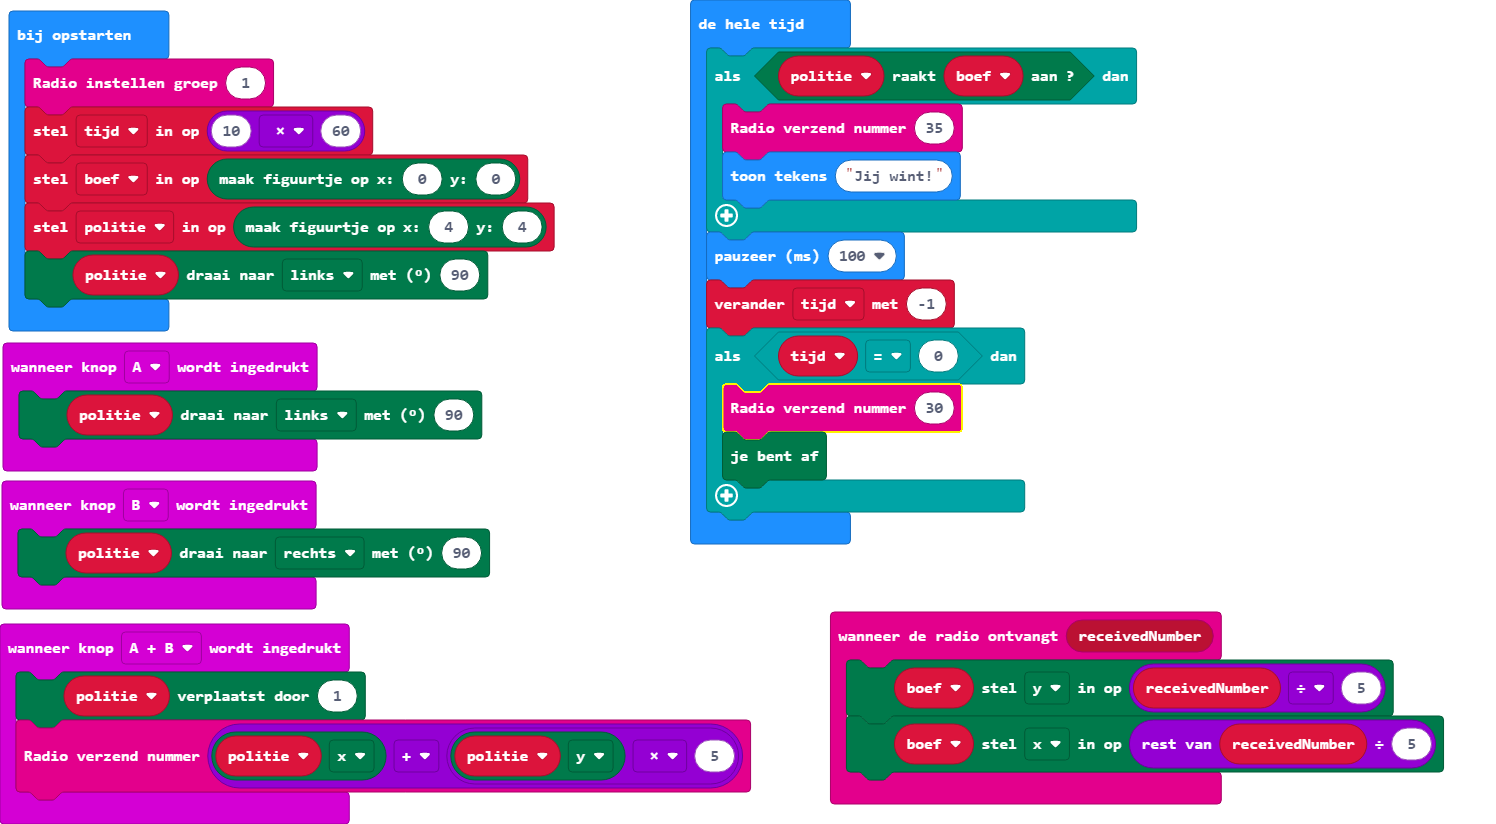 bij opstarten
Radio instellen groep 1
stel tijd in op 10 × 60
stel boef in op maak figuurtje op x: 0 y: 0
stel politie in op maak figuurtje op x: 4 y: 4
politie draai naar links met (º) 90
wanneer knop A wordt ingedrukt
politie draai naar links met (º) 90
wanneer knop B wordt ingedrukt
politie draai naar rechts met (º) 90
wanneer knop A + B wordt ingedrukt
politie verplaatst door 1
Radio verzend nummer politie x + politie y × 5
de hele tijd
als politie raakt boef aan ? dan
Radio verzend nummer 35
toon tekens "Jij wint!"
pauzeer (ms) 100
verander tijd met -1
als tijd = 0 dan
Radio verzend nummer 30
je bent af
wanneer de radio ontvangt receivedNumber
boef stel y in op receivedNumber ÷ 5
boef stel x in op rest van receivedNumber ÷ 5